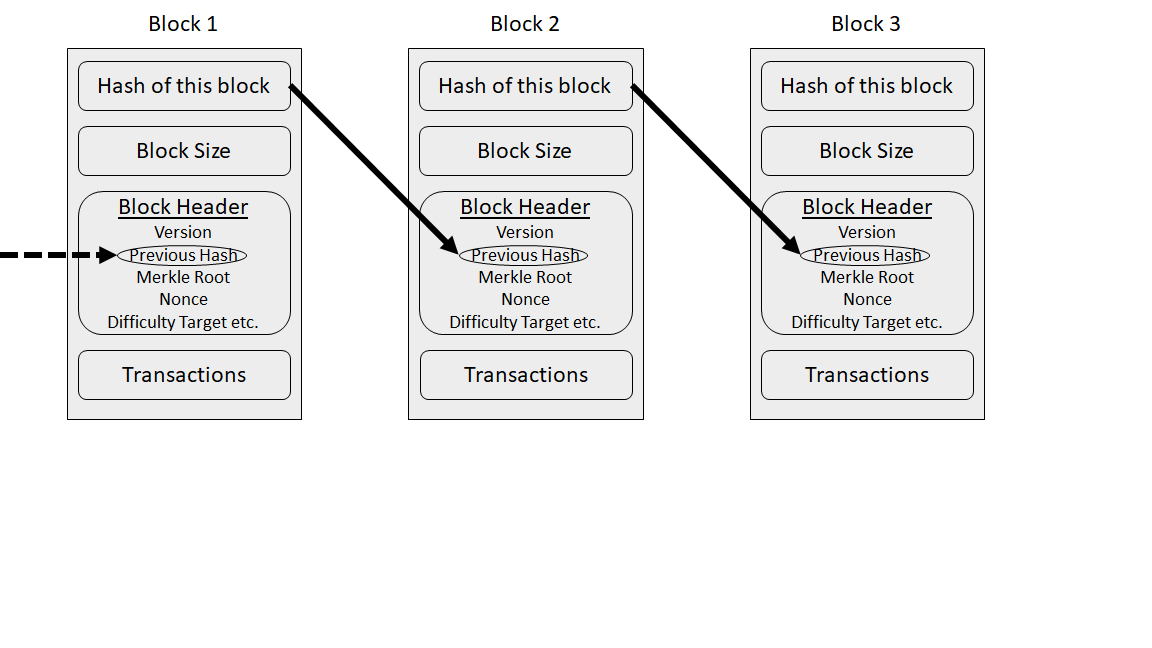 Block 1
Hash of this block
Block Size
Block Header
Version
Previous Hash
Merkle Root
Nonce
Difficulty Target etc.
Transactions
Block 2
Hash of this block
Block Size
Block Header
Version
Previous Hash
Merkle Root
Nonce
Difficulty Target etc.
Transactions
Block 3
Hash of this block
Block Size
Block Header
Version
Previous Hash
Merkle Root
Nonce
Difficulty Target etc.
Transactions